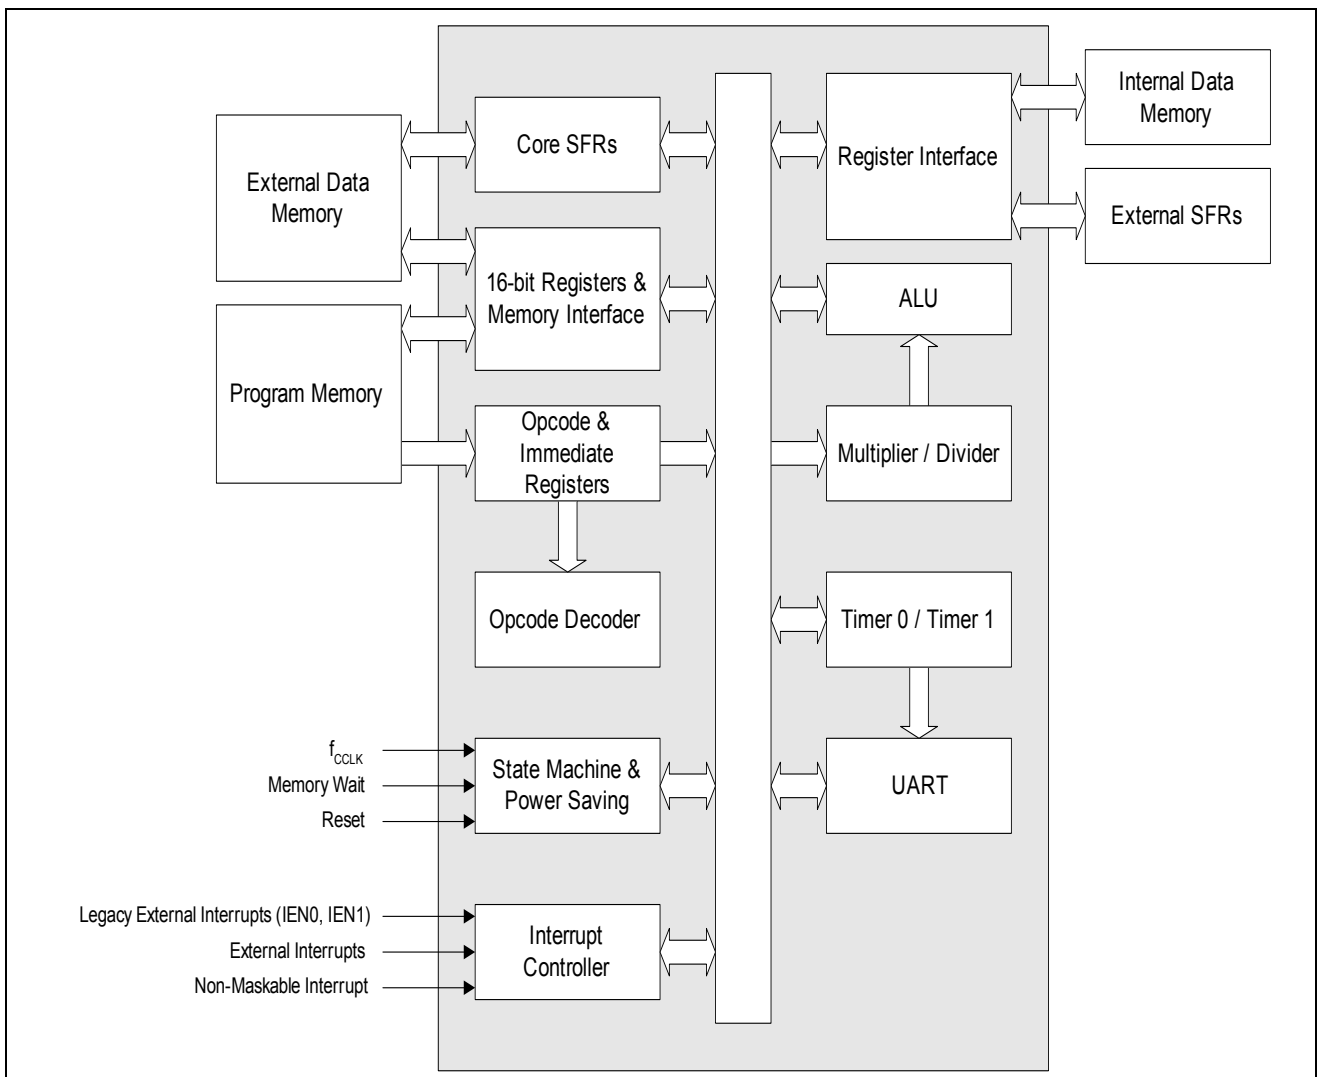 Internal Data
Memory
Core SFRs
Register Interface
External Data
Memory
External SFRs
16-bit Registers &
Memory Interface
ALU
Program Memory
Opcode &
Immediate
Registers
Multiplier / Divider
Opcode Decoder
Timer 0 / Timer 1
fCCLK
Memory Wait
Reset
State Machine &
Power Saving
UART
Legacy External Interrupts (IEN0, IEN1)
External Interrupts
Non-Maskable Interrupt
Interrupt
Controller